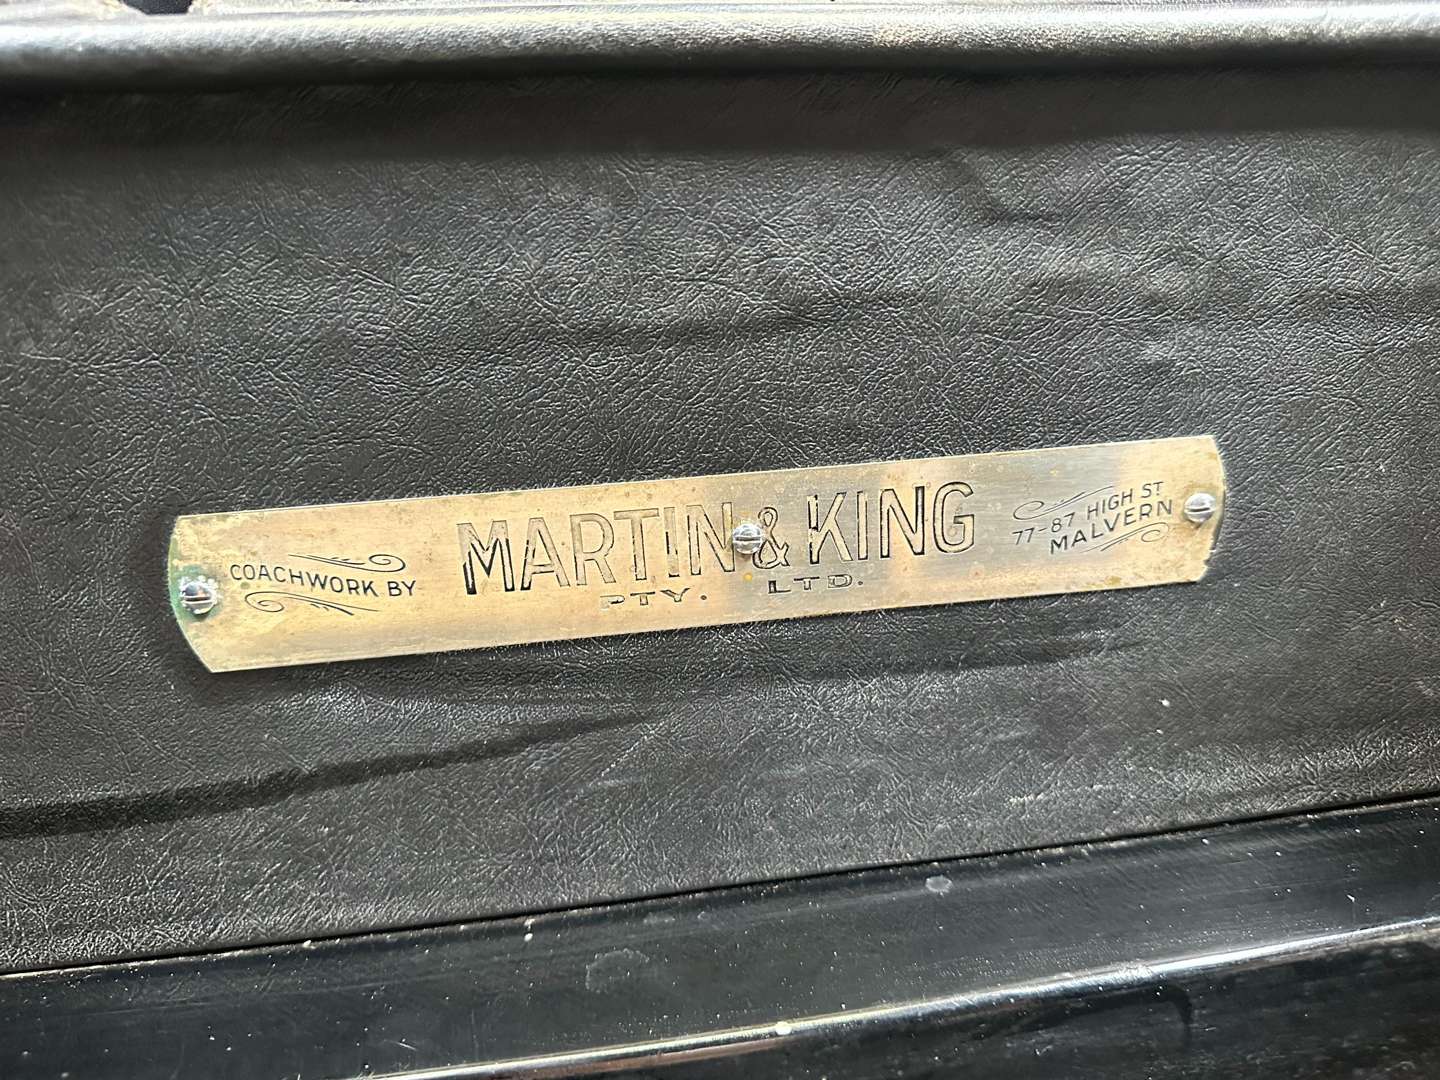 COACHWORK BY
MARTIN & KING
PTY. LTD.
77-87 HIGH ST
MALVERN